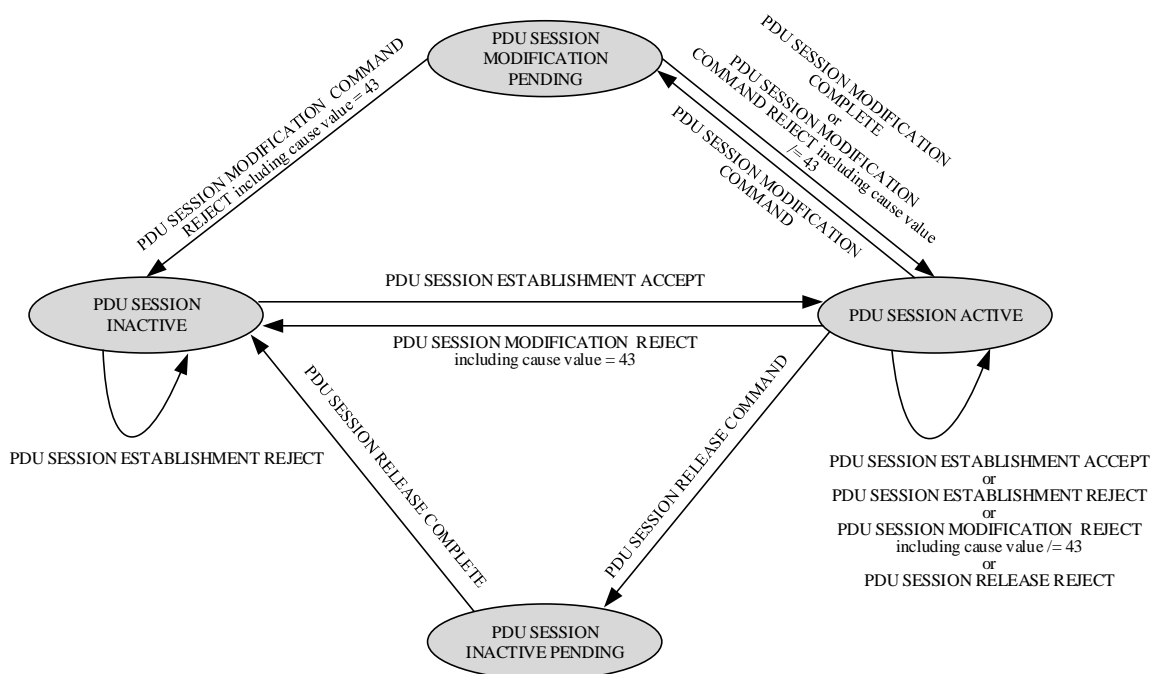 PDU SESSION
MODIFICATION
PENDING
PDU SESSION MODIFICATION  COMMAND
REJECT including cause value = 43
PDU SESSION MODIFICATION
COMPLETE
or
PDU SESSION MODIFICATION
COMMAND REJECT including cause value
/= 43
PDU SESSION MODIFICATION
COMMAND
PDU SESSION
INACTIVE
PDU SESSION ESTABLISHMENT ACCEPT
PDU SESSION MODIFICATION  REJECT
including cause value = 43
PDU SESSION ACTIVE
PDU SESSION ESTABLISHMENT REJECT
PDU SESSION RELEASE COMPLETE
PDU SESSION RELEASE COMMAND
PDU SESSION ESTABLISHMENT ACCEPT
or
PDU SESSION ESTABLISHMENT REJECT
or
PDU SESSION MODIFICATION  REJECT
including cause value /= 43
or
PDU SESSION RELEASE REJECT
PDU SESSION
INACTIVE PENDING